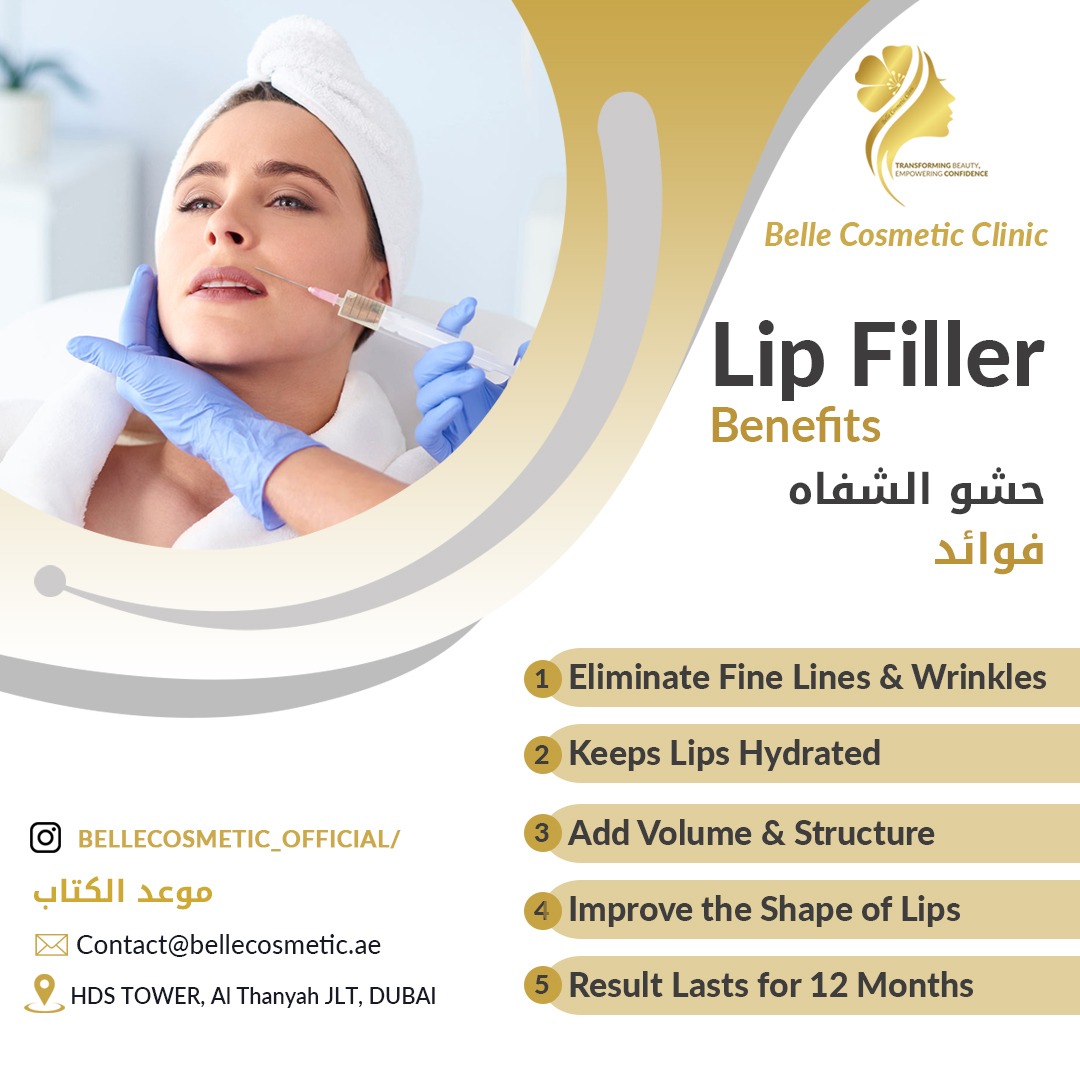 TRANSFORMING BEAUTY,
EMPOWERING CONFIDENCE
Belle Cosmetic Clinic
Lip Filler
Benefits
حشو الشفاه
فوائد
1 Eliminate Fine Lines & Wrinkles
2 Keeps Lips Hydrated
3 Add Volume & Structure
4 Improve the Shape of Lips
5 Result Lasts for 12 Months
BELLECOSMETIC_OFFICIAL/
موعد الكتاب
Contact@bellecosmetic.ae
HDS TOWER, Al Thanyah JLT, DUBAI